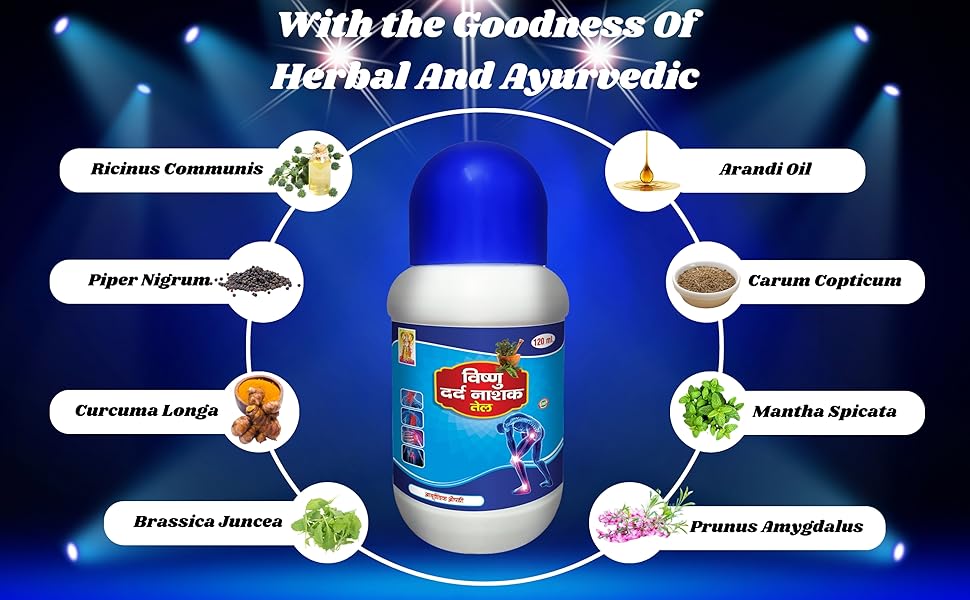 With the Goodness Of
Herbal And Ayurvedic
Ricinus Communis
Arandi Oil
Piper Nigrum
Carum Copticum
Curcuma Longa
Mantha Spicata
Brassica Juncea
Prunus Amygdalus
120 ml.
विष्णु
दर्द नाशक
तेल